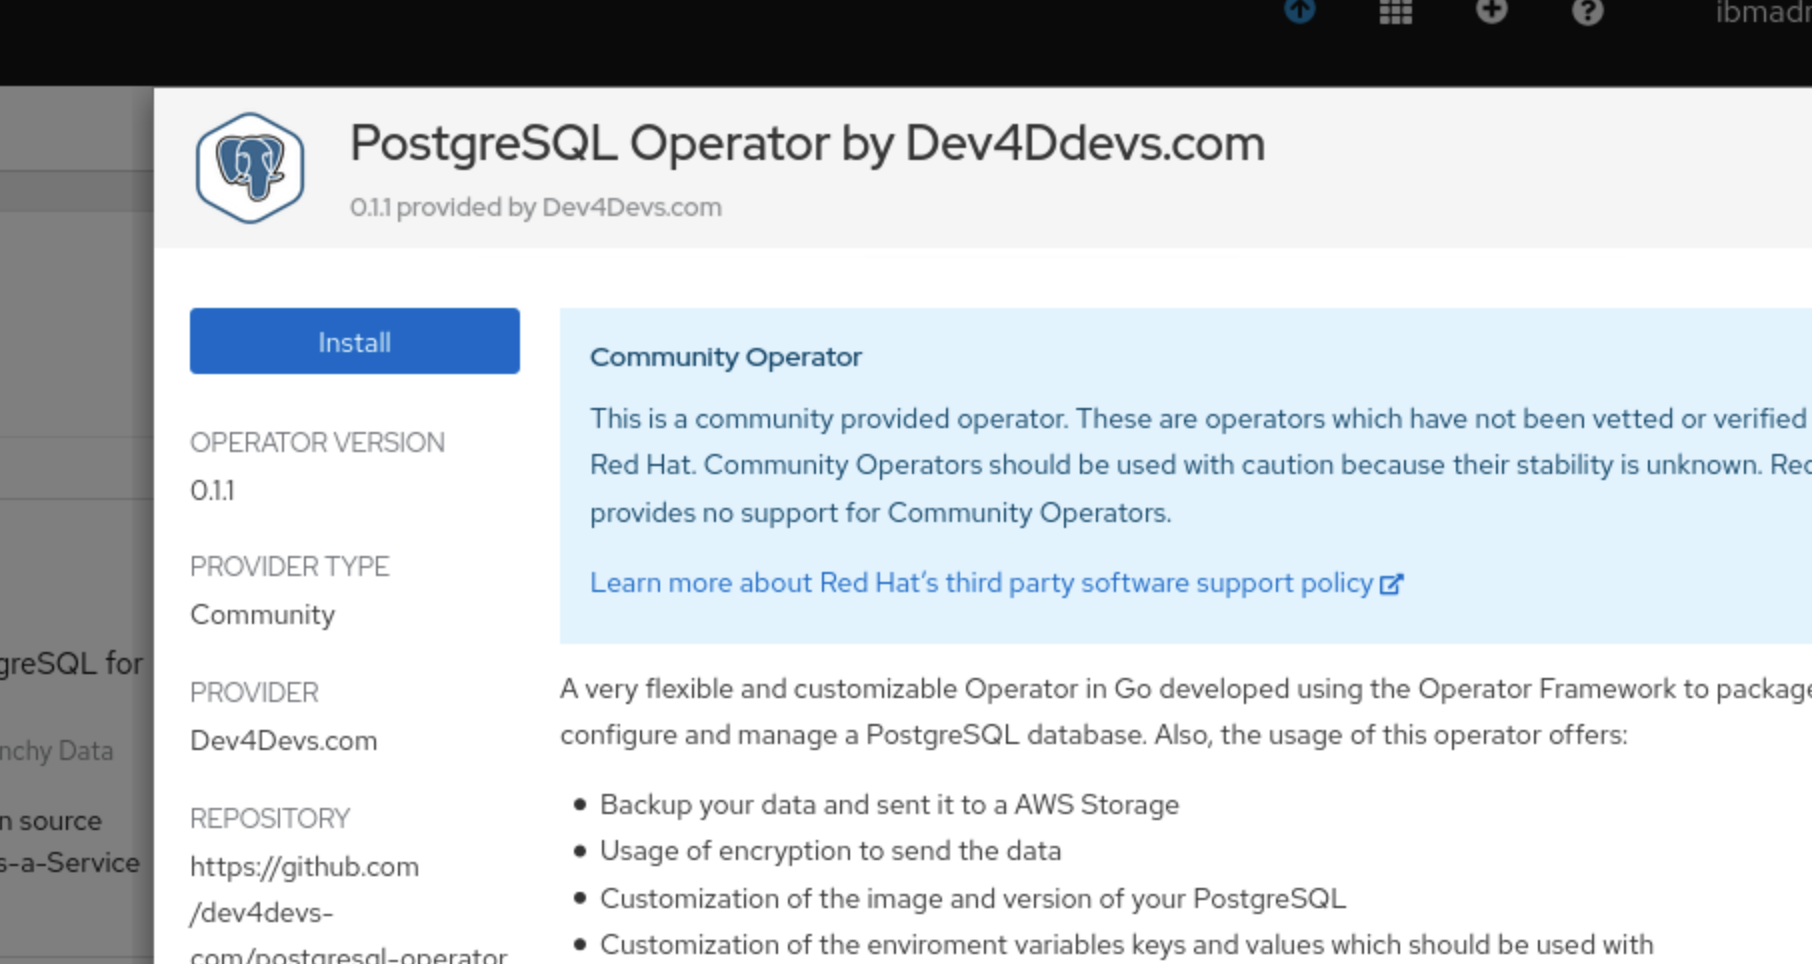 ibmadm
PostgreSQL Operator by Dev4Ddevs.com
0.1.1 provided by Dev4Devs.com
Install
OPERATOR VERSION
0.1.1
PROVIDER TYPE
Community
PROVIDER
Dev4Devs.com
REPOSITORY
https://github.com
/dev4devs-
com/postgresql-operator
Community Operator
This is a community provided operator. These are operators which have not been vetted or verified
Red Hat. Community Operators should be used with caution because their stability is unknown. Red
provides no support for Community Operators.
Learn more about Red Hat's third party software support policy
A very flexible and customizable Operator in Go developed using the Operator Framework to package
configure and manage a PostgreSQL database. Also, the usage of this operator offers:
• Backup your data and sent it to a AWS Storage
• Usage of encryption to send the data
• Customization of the image and version of your PostgreSQL
• Customization of the enviroment variables keys and values which should be used with
greSQL for
nchy Data
n source
s-a-Service